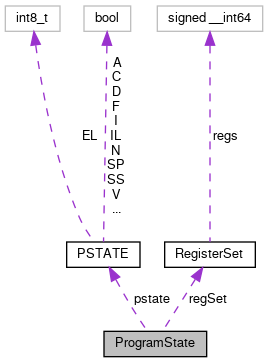 int8_t
bool
signed __int64
EL
A
C
D
F
I
IL
N
SP
SS
V
...
regs
PSTATE
RegisterSet
pstate
regSet
ProgramState